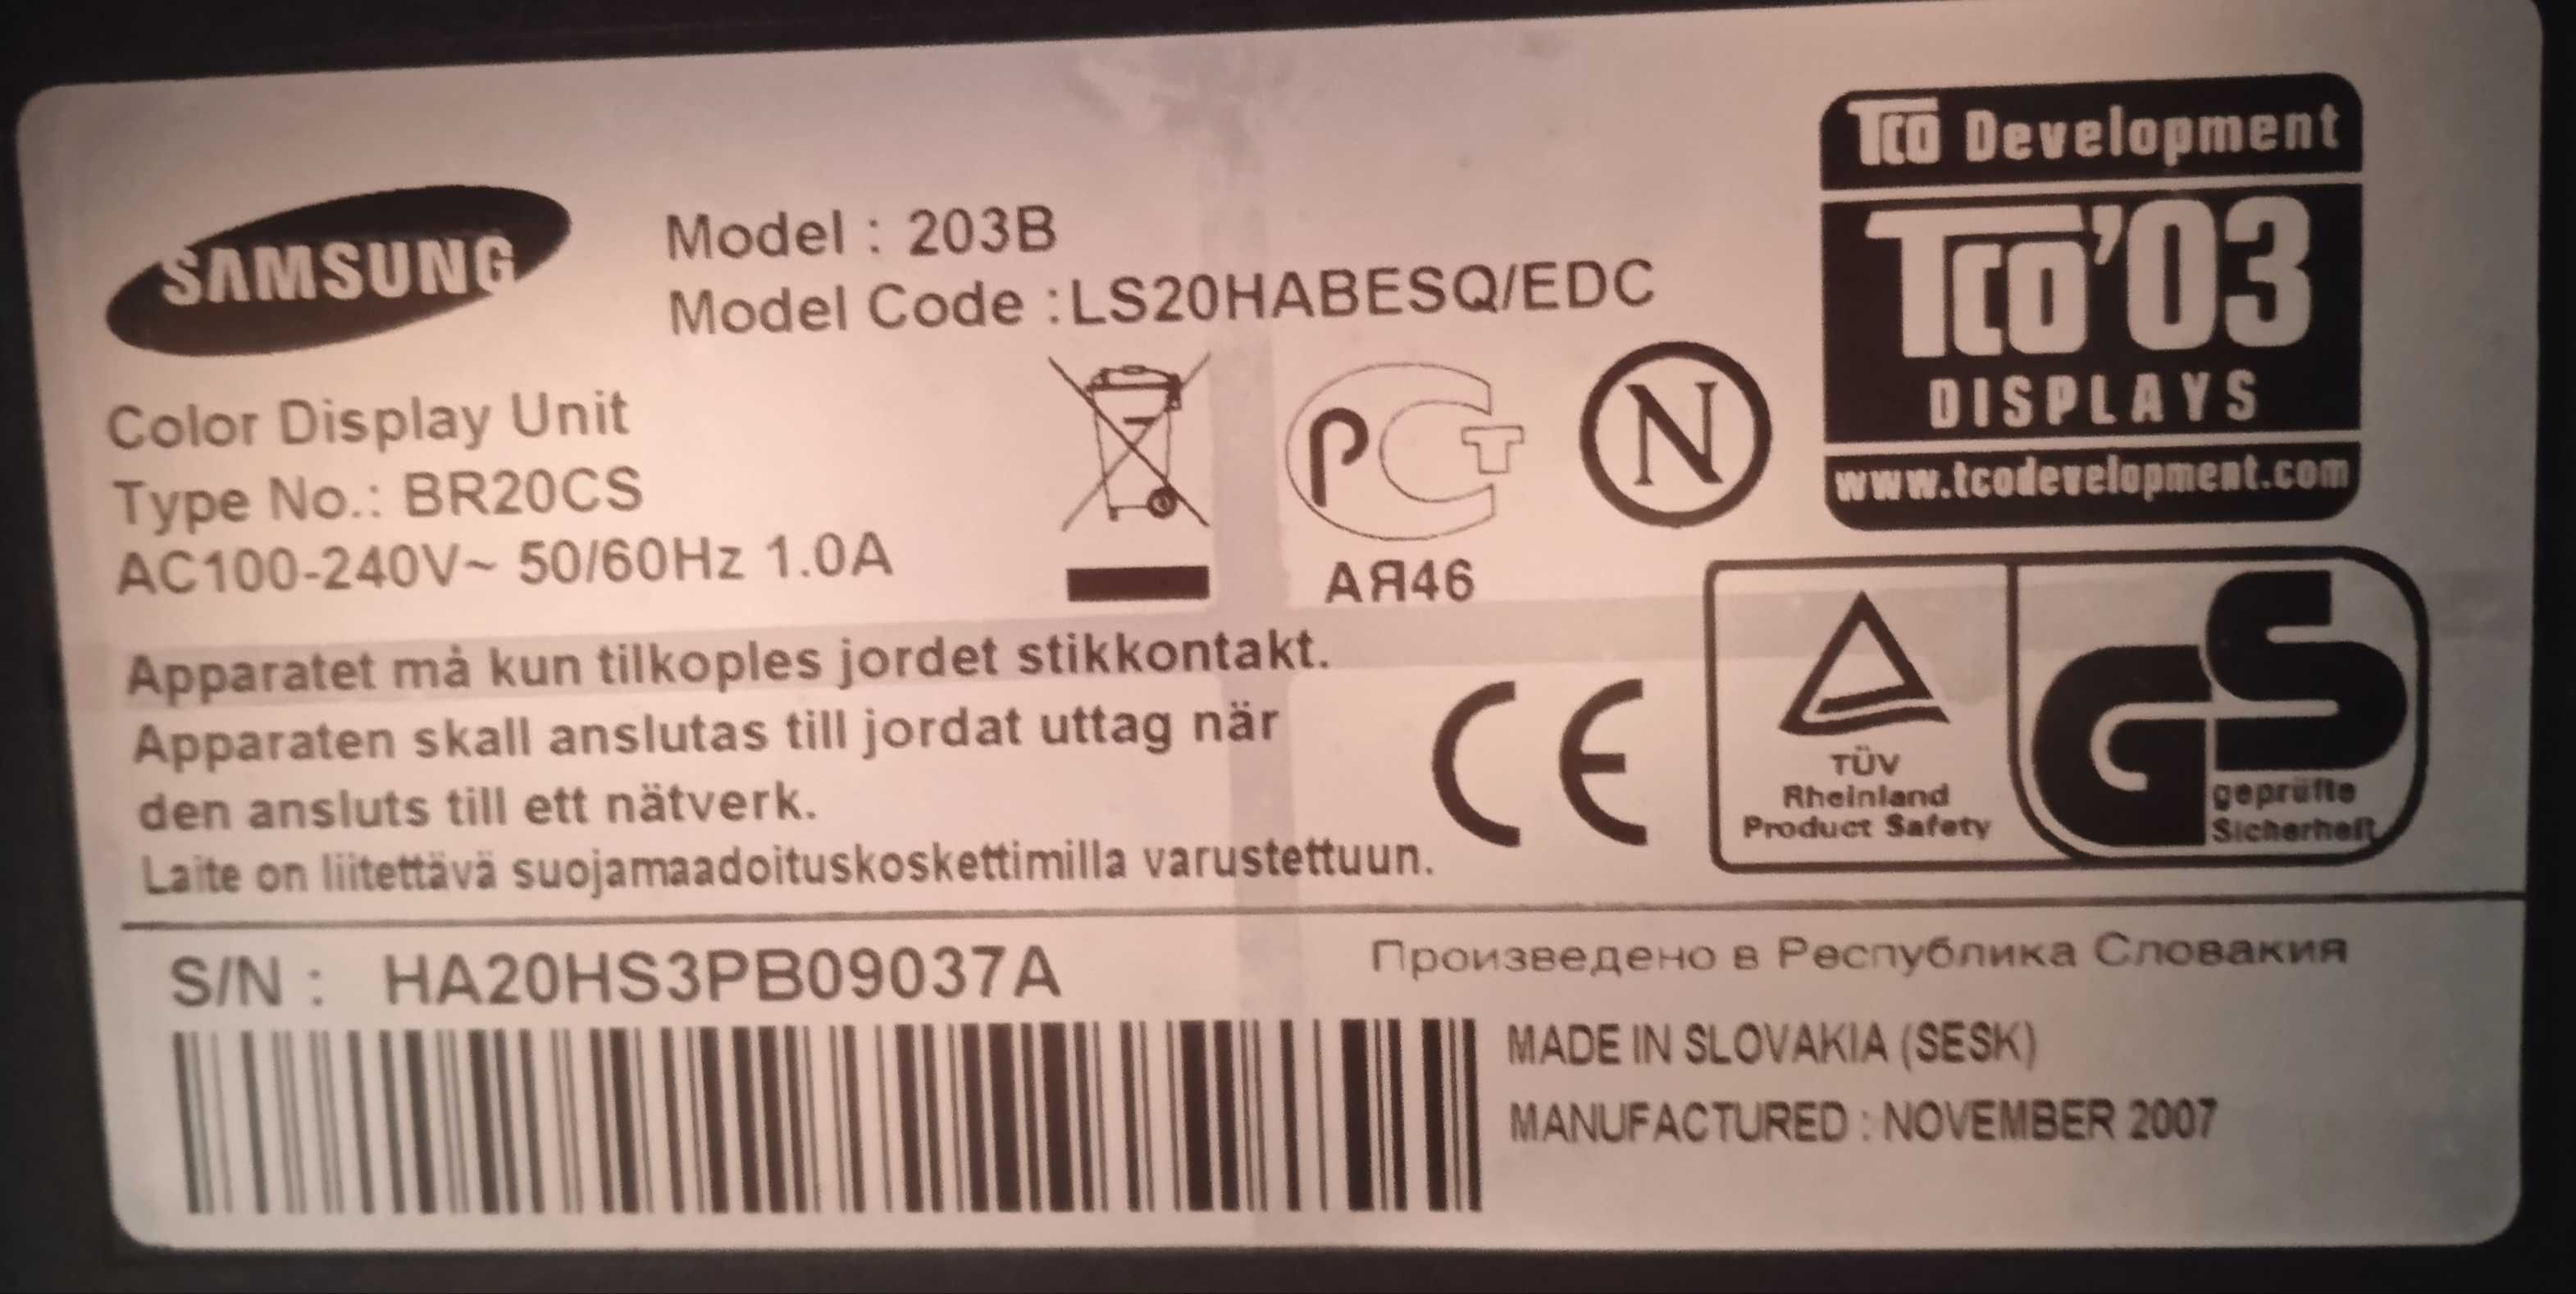 SAMSUNG
Model : 203B
Model Code :LS20HABESQ/EDC
Color Display Unit
Type No.: BR20CS
AC100-240V~ 50/60Hz 1.0A
PCT
АЯ46
N
TCO Development
TCO'03
DISPLAYS
www.tcodevelopment.com
Apparatet må kun tilkoples jordet stikkontakt.
Apparaten skall anslutas till jordat uttag när
den ansluts till ett nätverk.
Laite on liitettävä suojamaadoituskoskettimilla varustettuun.
CE
TÜV
Rheinland
Product Safety
GS
geprüfte
Sicherheit
S/N : HA20HS3PB09037A
Произведено в Республика Словакия
MADE IN SLOVAKIA (SESK)
MANUFACTURED : NOVEMBER 2007